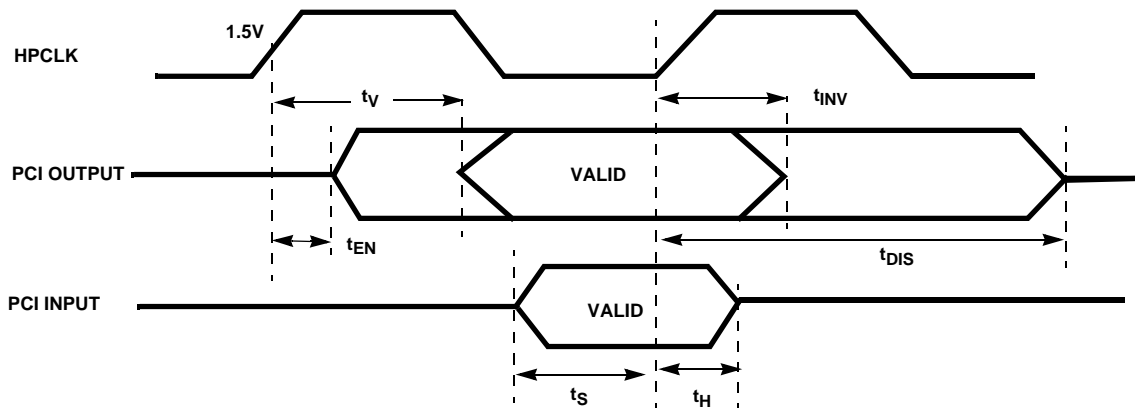 1.5V
HPCLK
tV
tINV
PCI OUTPUT
VALID
tEN
tDIS
PCI INPUT
VALID
tS
tH